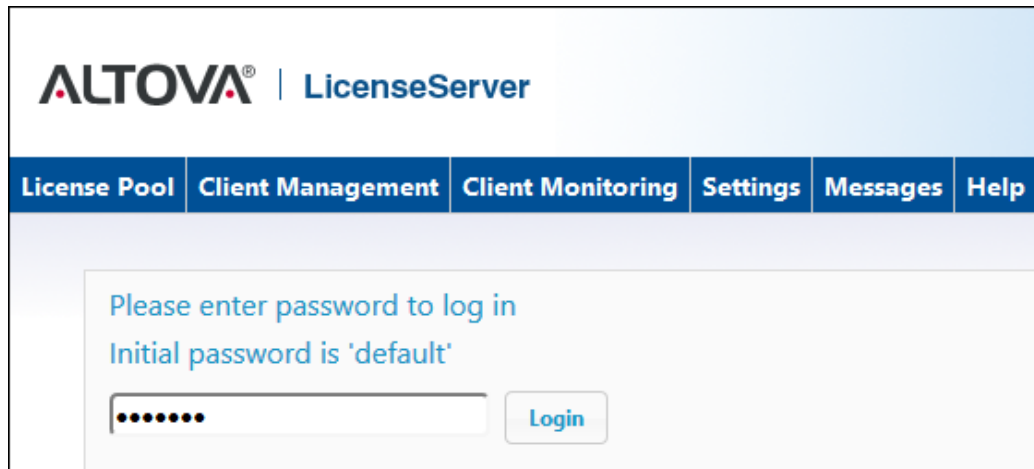 ALTOVA® | LicenseServer
License Pool Client Management Client Monitoring Settings Messages Help
Please enter password to log in
Initial password is 'default'
••••••• Login